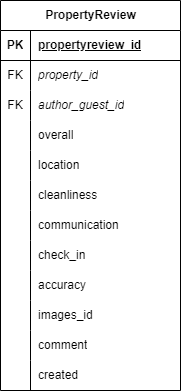 PropertyReview
PK propertyreview_id
FK property_id
FK author_guest_id
overall
location
cleanliness
communication
check_in
accuracy
images_id
comment
created